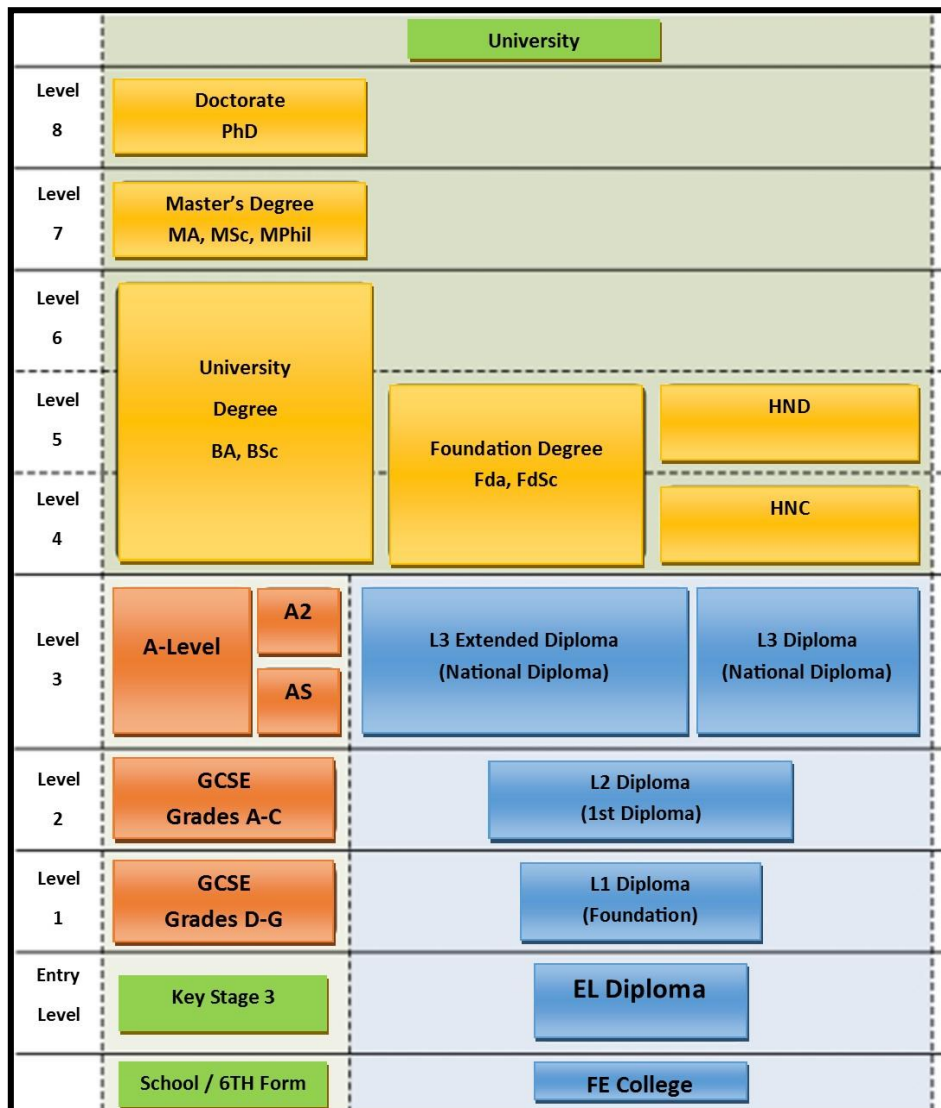 University
Level
8
Doctorate
PhD
Level
7
Master's Degree
MA, MSc, MPhil
Level
6
University
Degree
BA, BSc
Level
5
Foundation Degree
Fda, FdSc
HND
Level
4
HNC
Level
3
A-Level
A2
AS
L3 Extended Diploma
(National Diploma)
L3 Diploma
(National Diploma)
Level
2
GCSE
Grades A-C
L2 Diploma
(1st Diploma)
Level
1
GCSE
Grades D-G
L1 Diploma
(Foundation)
Entry
Level
Key Stage 3
EL Diploma
School / 6TH Form
FE College